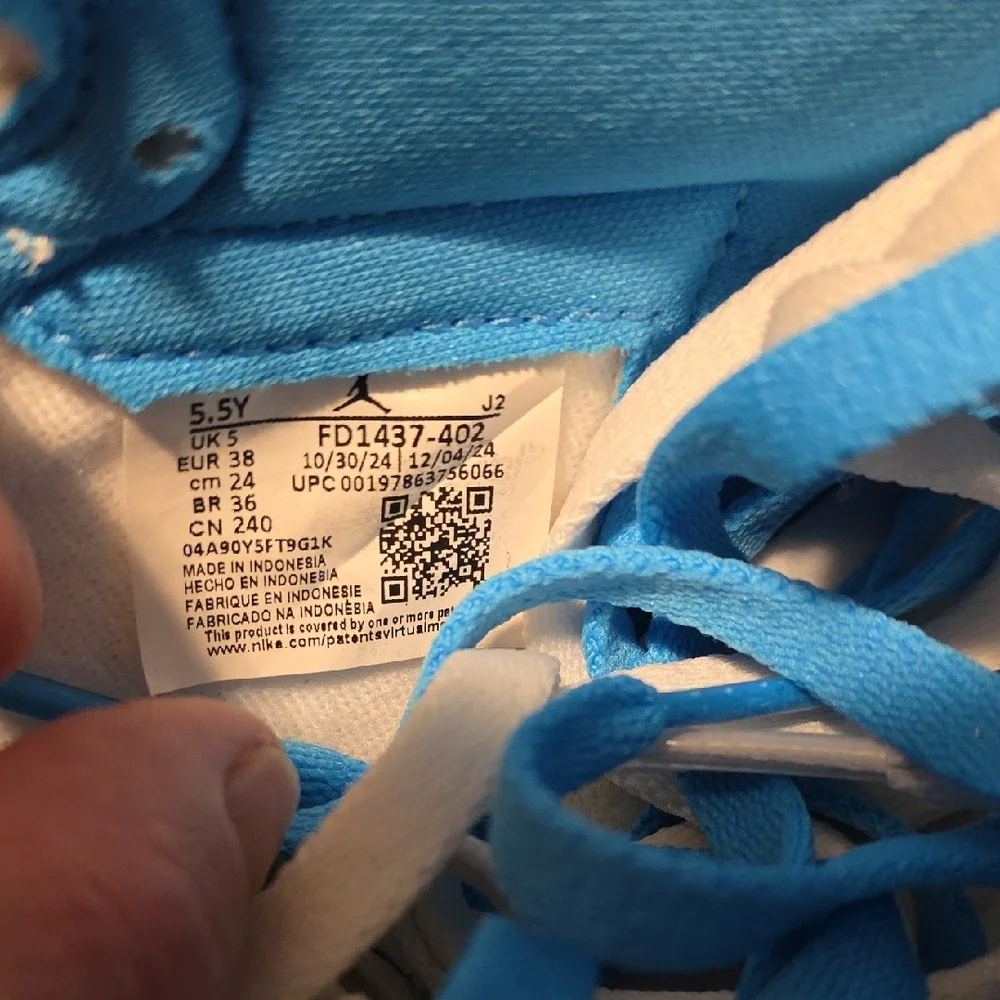 5.5Y J2
UK 5 FD1437-402
EUR 38 10/30/24 | 12/04/24
cm 24 UPC 00197863756066
BR 36
CN 240
04A90Y5FT9G1K
MADE IN INDONESIA
HECHO EN INDONESIA
FABRIQUE EN INDONESIE
FABRICADO NA INDONÈSIA
This product is covered by one or more
www.nike.com/patentsvirtual